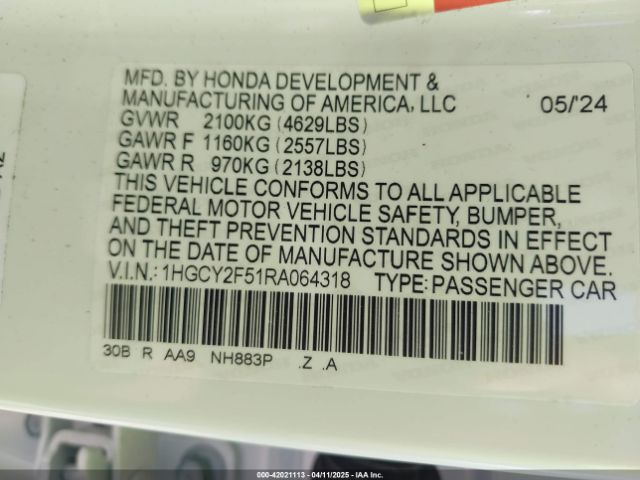 MFD. BY HONDA DEVELOPMENT &
MANUFACTURING OF AMERICA, LLC 05/'24
GVWR 2100KG (4629LBS)
GAWR F 1160KG (2557LBS)
GAWR R 970KG (2138LBS)
THIS VEHICLE CONFORMS TO ALL APPLICABLE
FEDERAL MOTOR VEHICLE SAFETY, BUMPER,
AND THEFT PREVENTION STANDARDS IN EFFECT
ON THE DATE OF MANUFACTURE SHOWN ABOVE.
V.I.N.: 1HGCY2F51RA064318 TYPE: PASSENGER CAR
30B R AA9 NH883P .Z .A
000-42021113 - 04/11/2025 - IAA Inc.